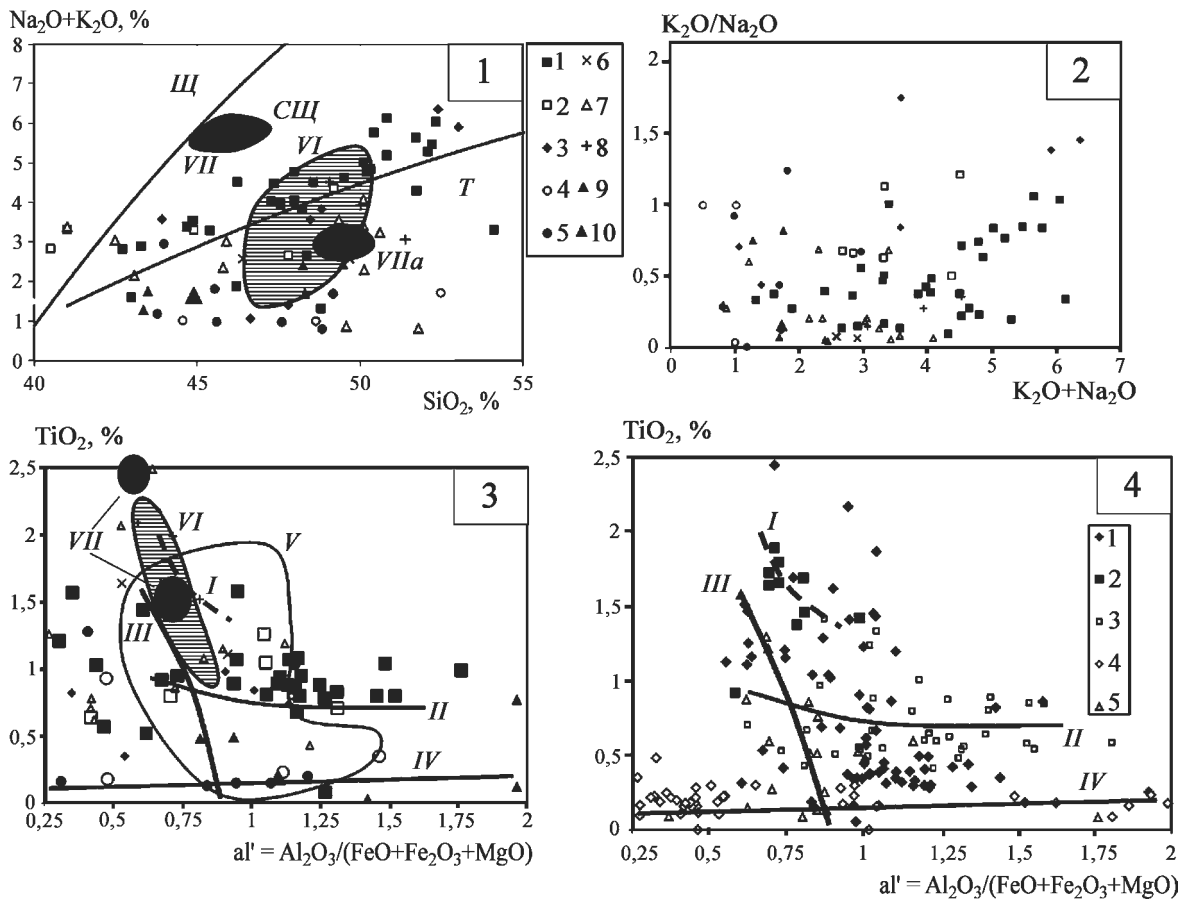 Na₂O+K₂O, %
8
7
6
5
4
3
2
1
0
40
45
50
55
SiO₂, %
1
Щ
СЩ
VII
VI
Т
VIIa
1 6
2 7
3 8
4 9
5 10
K₂O/Na₂O
2
1,5
1
0,5
0
0
1
2
3
4
5
6
7
K₂O+Na₂O
2
TiO₂, %
2,5
2
1,5
1
0,5
0
0,25
0,5
0,75
1
1,25
1,5
1,75
2
al' = Al₂O₃/(FeO+Fe₂O₃+MgO)
3
VII
VI
V
I
III
II
IV
TiO₂, %
2,5
2
1,5
1
0,5
0
0,25
0,5
0,75
1
1,25
1,5
1,75
2
al' = Al₂O₃/(FeO+Fe₂O₃+MgO)
4
I
III
II
IV
1
2
3
4
5